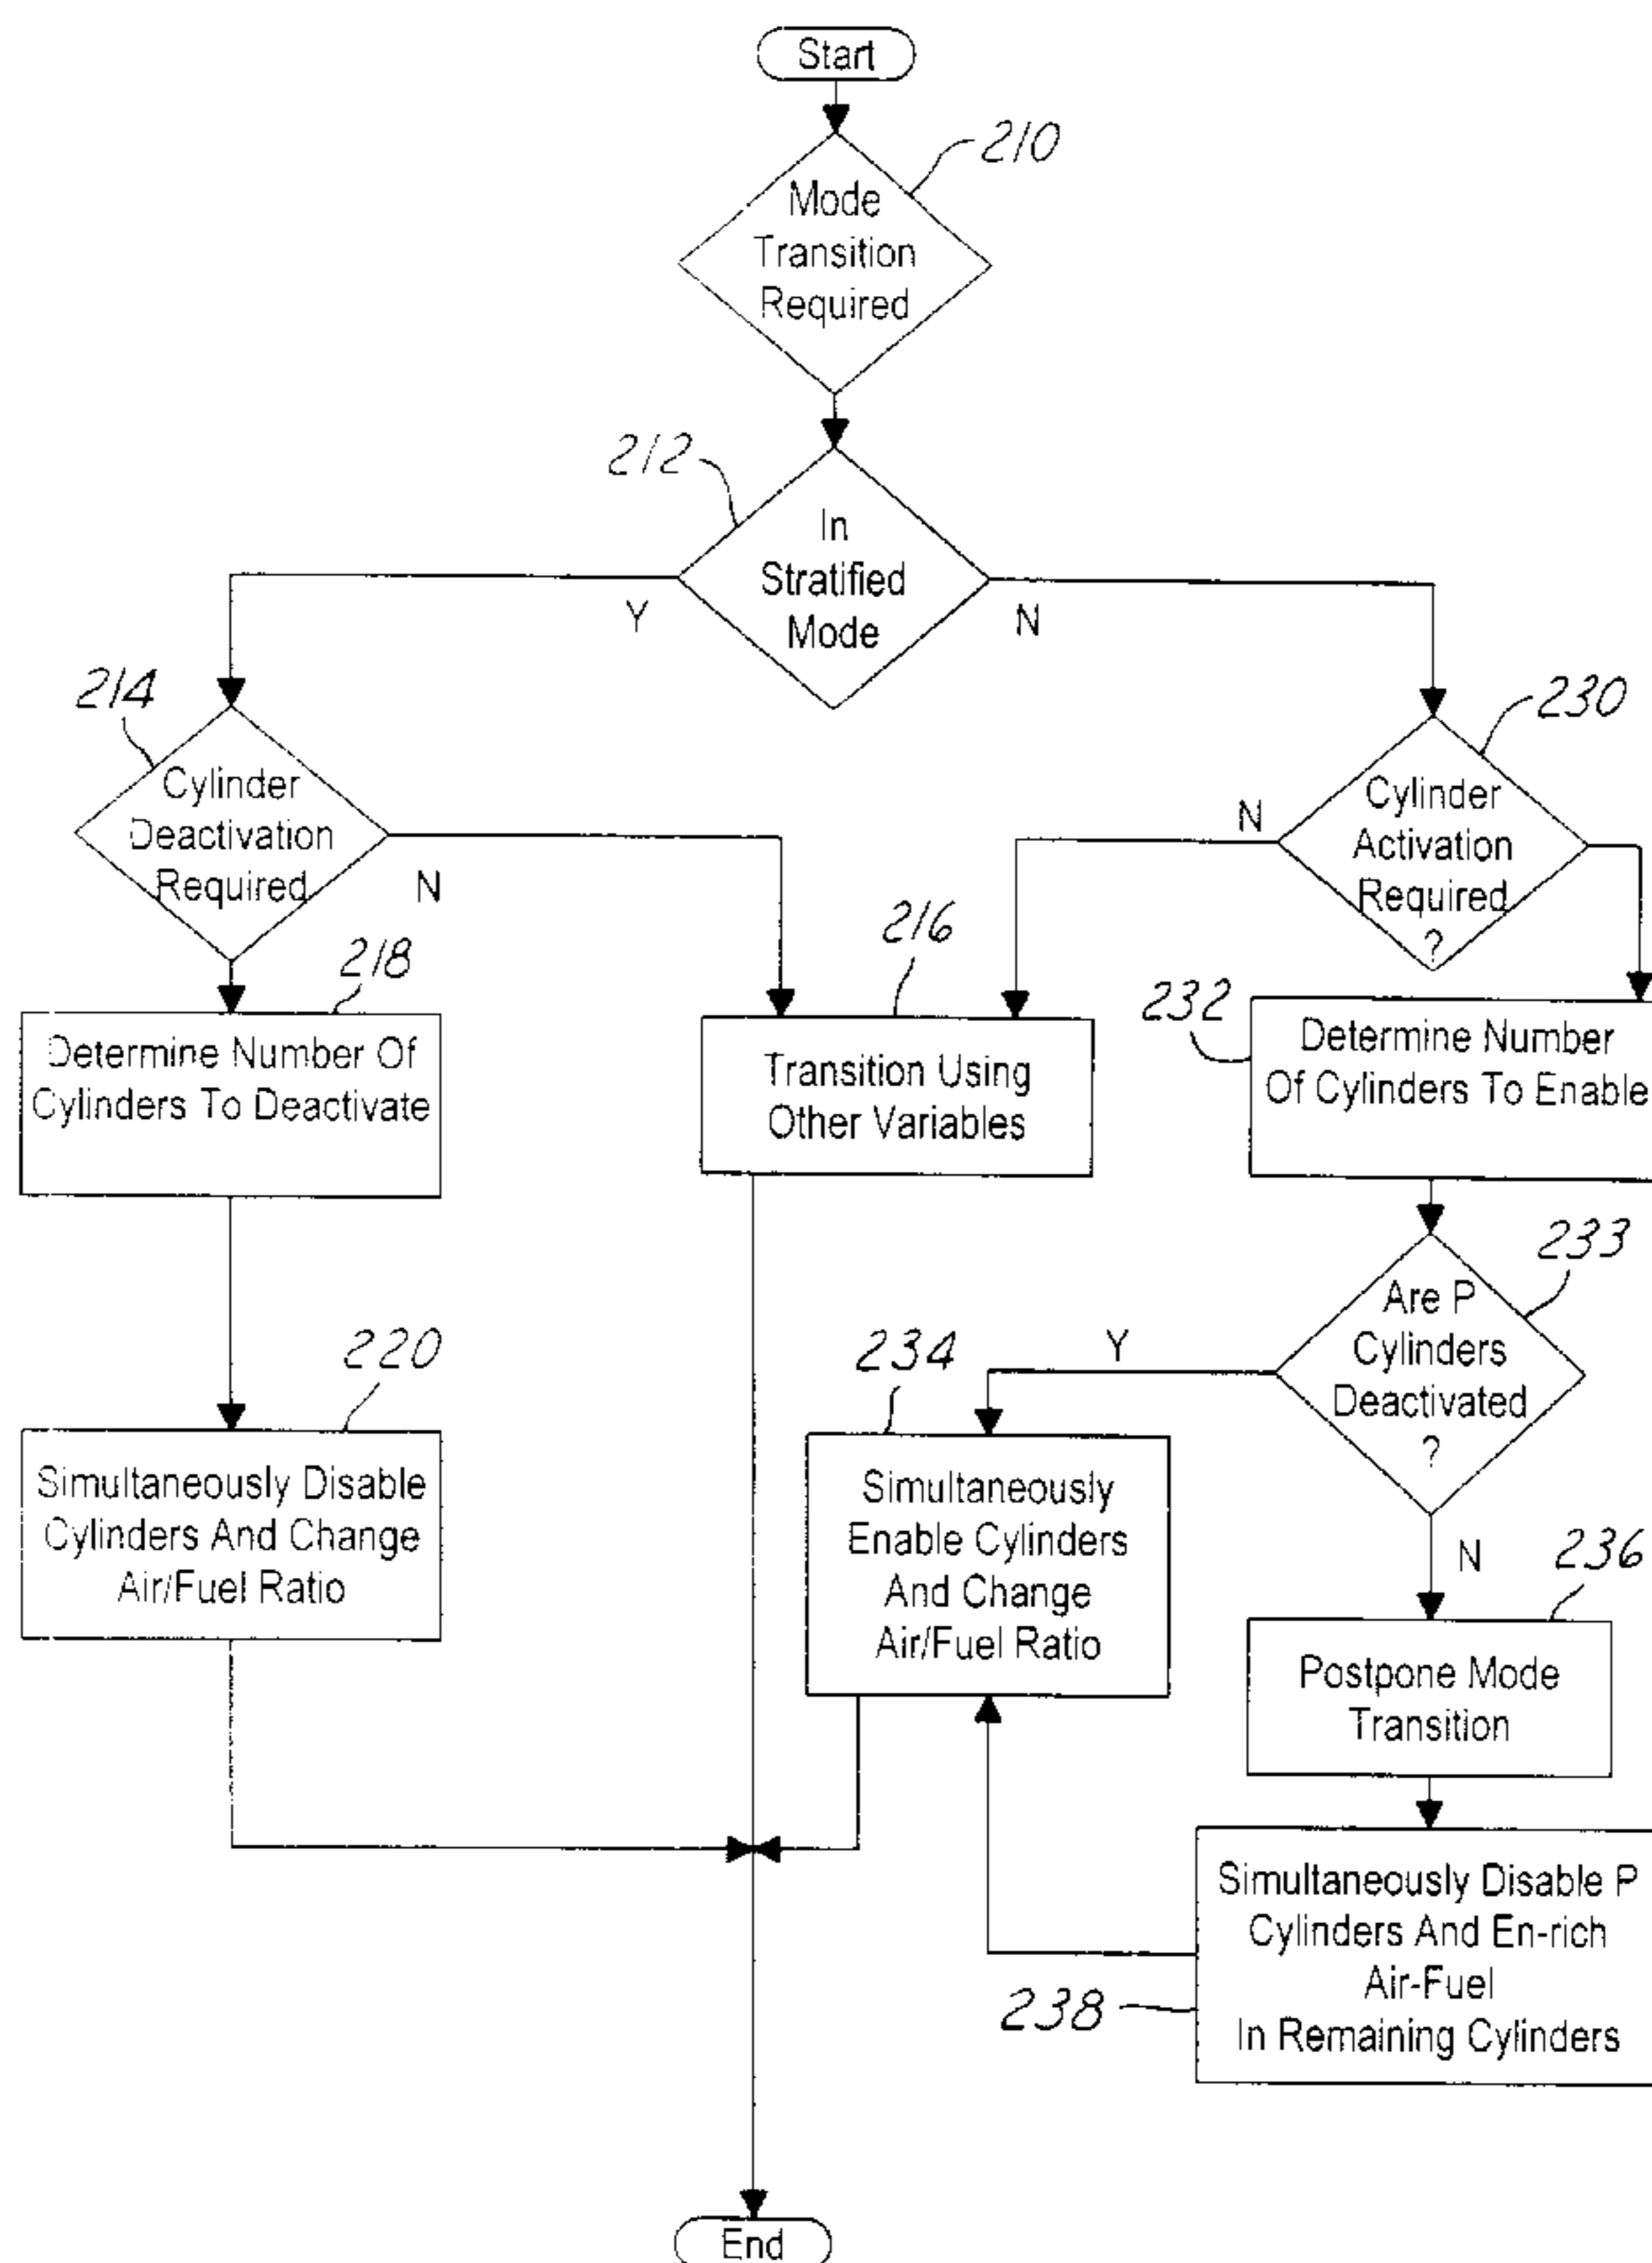 Start
210
Mode
Transition
Required
212
In
Stratified
Mode
Y
N
214
Cylinder
Deactivation
Required
N
230
Cylinder
Activation
Required
?
N
218
Determine Number Of
Cylinders To Deactivate
216
Transition Using
Other Variables
232
Determine Number
Of Cylinders To Enable
233
Are P
Cylinders
Deactivated
?
Y
N
220
Simultaneously Disable
Cylinders And Change
Air/Fuel Ratio
234
Simultaneously
Enable Cylinders
And Change
Air/Fuel Ratio
236
Postpone Mode
Transition
238
Simultaneously Disable P
Cylinders And En-rich
Air-Fuel
In Remaining Cylinders
End